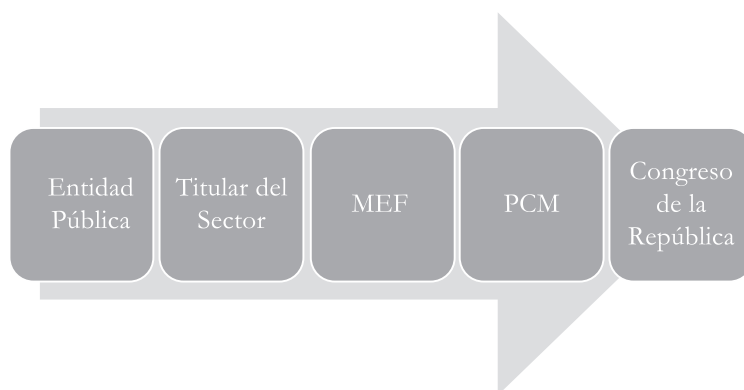 Entidad
Pública
Titular del
Sector
MEF
PCM
Congreso
de la
República